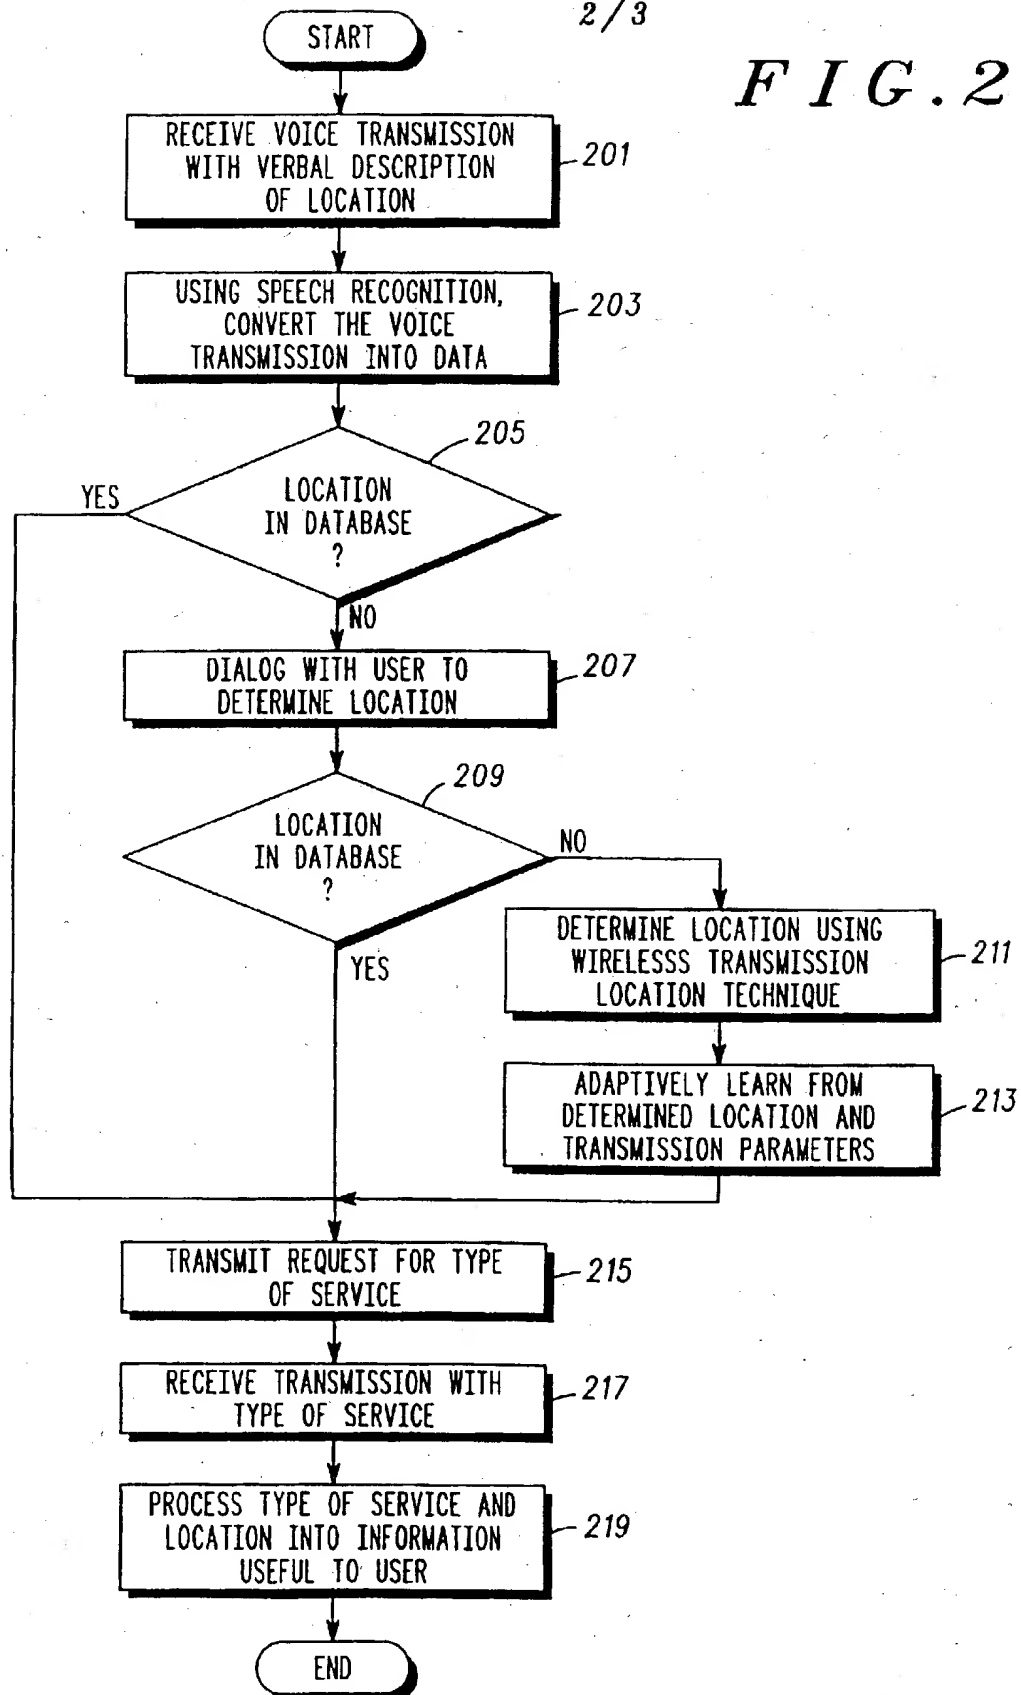 2/3
START
FIG.2
RECEIVE VOICE TRANSMISSION
WITH VERBAL DESCRIPTION
OF LOCATION
201
USING SPEECH RECOGNITION,
CONVERT THE VOICE
TRANSMISSION INTO DATA
203
205
YES
LOCATION
IN DATABASE
?
NO
DIALOG WITH USER TO
DETERMINE LOCATION
207
209
LOCATION
IN DATABASE
?
NO
YES
DETERMINE LOCATION USING
WIRELESSS TRANSMISSION
LOCATION TECHNIQUE
211
ADAPTIVELY LEARN FROM
DETERMINED LOCATION AND
TRANSMISSION PARAMETERS
213
TRANSMIT REQUEST FOR TYPE
OF SERVICE
215
RECEIVE TRANSMISSION WITH
TYPE OF SERVICE
217
PROCESS TYPE OF SERVICE AND
LOCATION INTO INFORMATION
USEFUL TO USER
219
END